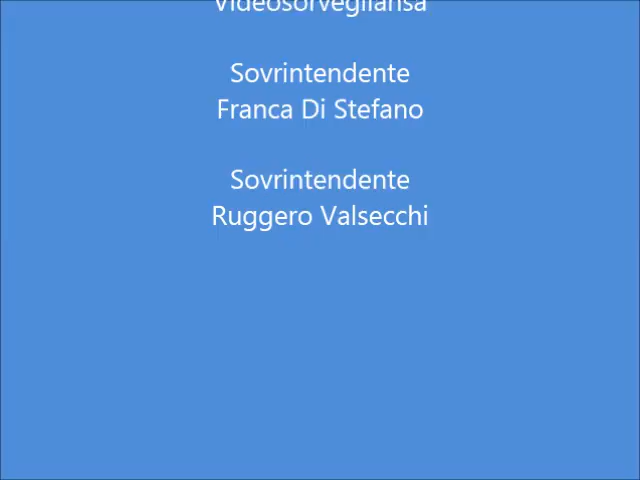 Videosorvegliansa
Sovrintendente
Franca Di Stefano
Sovrintendente
Ruggero Valsecchi